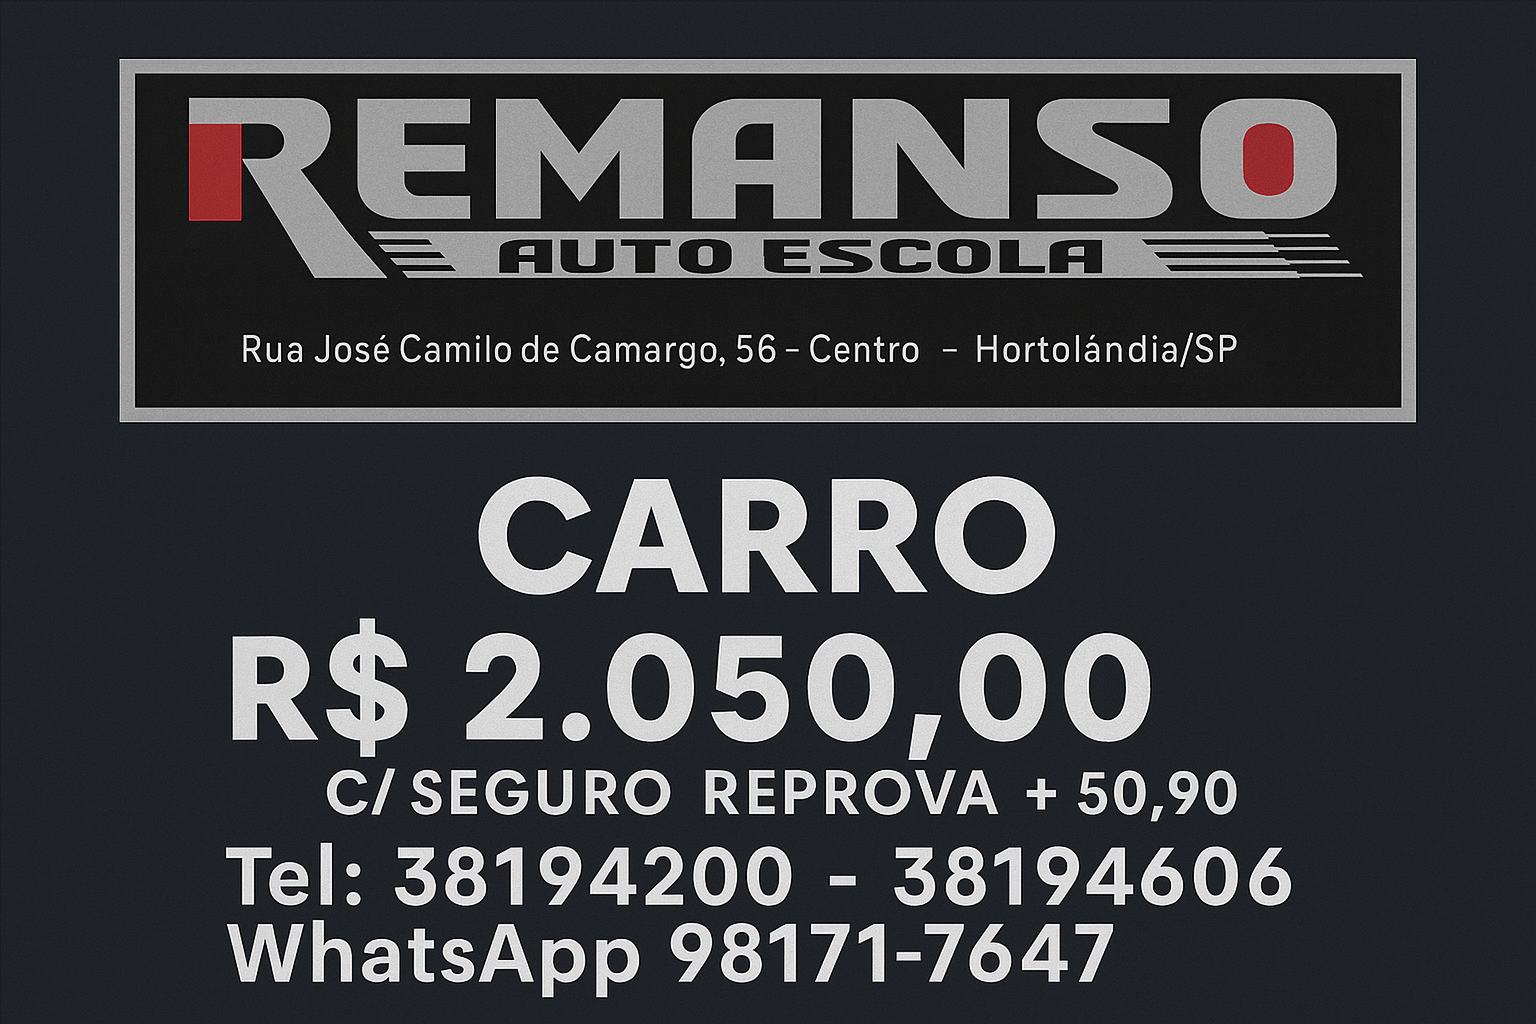 REMANSO
AUTO ESCOLA
Rua José Camilo de Camargo, 56 – Centro – Hortolándia/SP
CARRO
R$ 2.050,00
C/ SEGURO REPROVA + 50,90
Tel: 38194200 - 38194606
WhatsApp 98171-7647